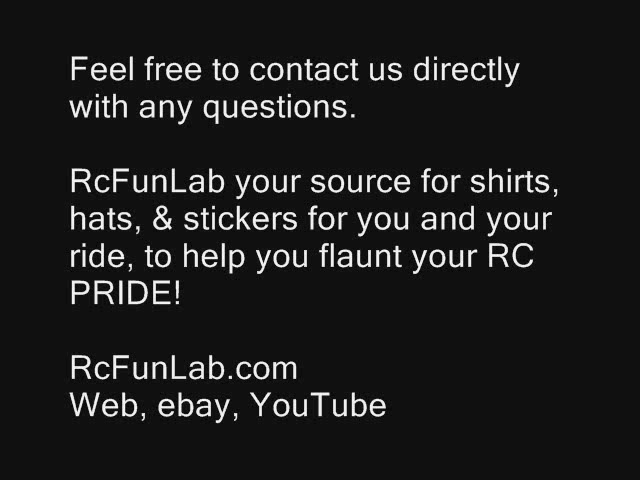 Feel free to contact us directly
with any questions.
RcFunLab your source for shirts,
hats, & stickers for you and your
ride, to help you flaunt your RC
PRIDE!
RcFunLab.com
Web, ebay, YouTube